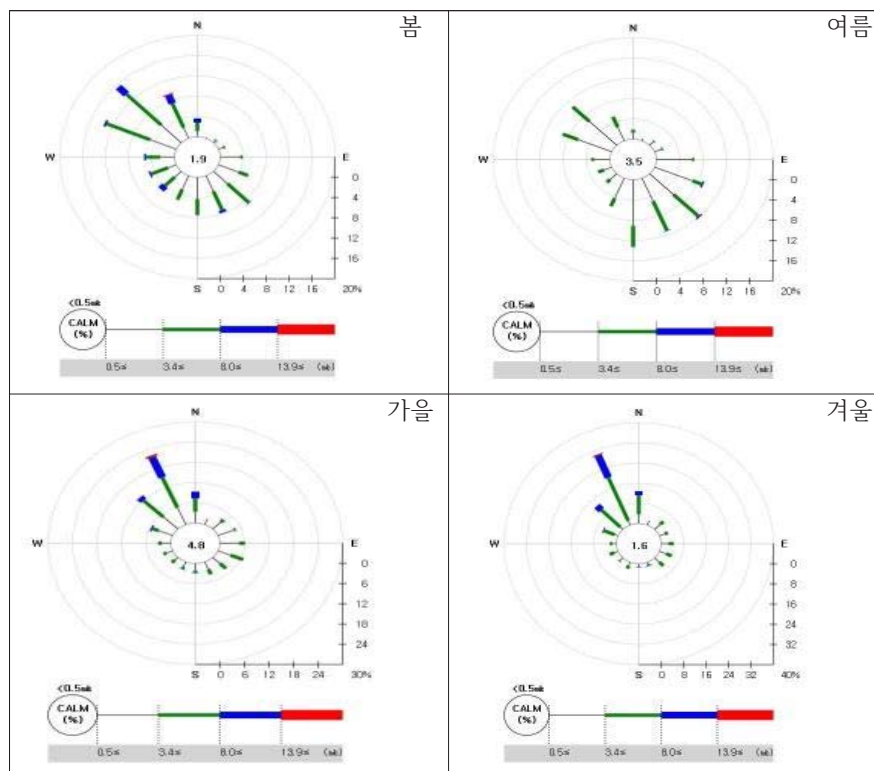 봄
N
W
1.9
E
0
4
8
12
16
S 0 4 8 12 16 20%
<0.5㎧
CALM
(%)
0.5≤ 3.4≤ 8.0≤ 13.9≤ (㎧)
여름
N
W
3.5
E
0
4
8
12
16
S 0 4 8 12 16 20%
<0.5㎧
CALM
(%)
0.5≤ 3.4≤ 8.0≤ 13.9≤ (㎧)
가을
N
W
4.8
E
0
6
12
18
24
S 0 6 12 18 24 30%
<0.5㎧
CALM
(%)
0.5≤ 3.4≤ 8.0≤ 13.9≤ (㎧)
겨울
N
W
1.6
E
0
8
16
24
32
S 0 8 16 24 32 40%
<0.5㎧
CALM
(%)
0.5≤ 3.4≤ 8.0≤ 13.9≤ (㎧)